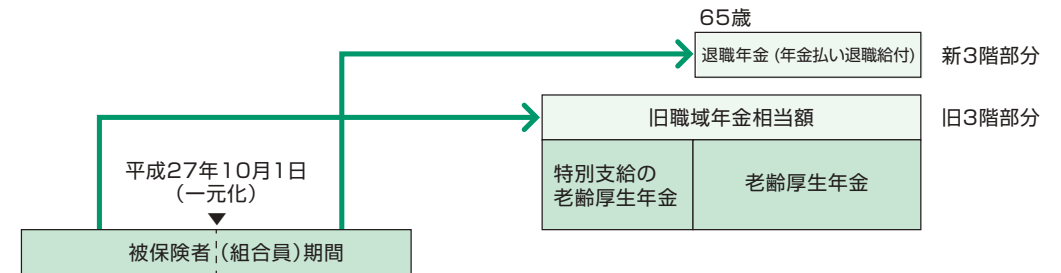 65歳
退職年金 (年金払い退職給付)
新3階部分
旧職域年金相当額
旧3階部分
平成27年10月1日
(一元化)
特別支給の
老齢厚生年金
老齢厚生年金
被保険者(組合員)期間